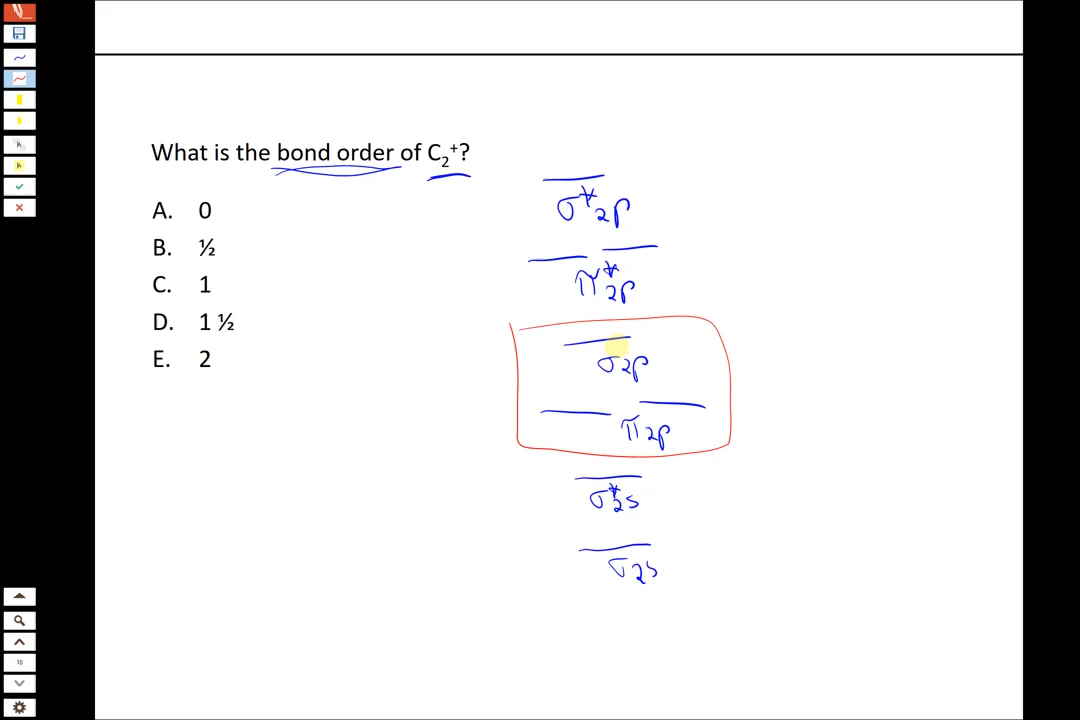 What is the bond order of C₂⁺?
A. 0
B. ½
C. 1
D. 1 ½
E. 2
σ*2p
π*2p
σ2p
π2p
σ*2s
σ2s
10